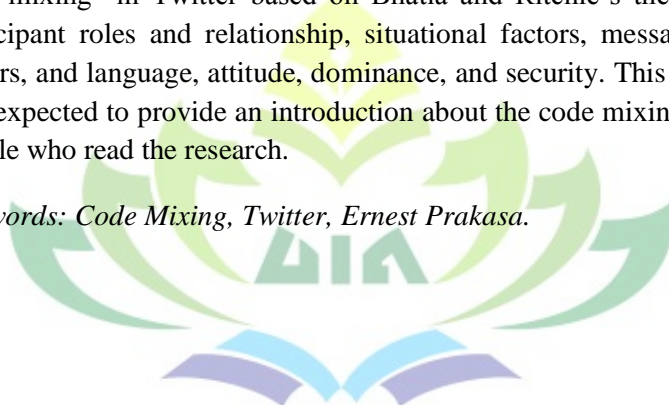 mixing" in Twitter based on Bhatia and Ritchie's the
cipant roles and relationship, situational factors, messa
rs, and language, attitude, dominance, and security. This
expected to provide an introduction about the code mixin
le who read the research.
words: Code Mixing, Twitter, Ernest Prakasa.